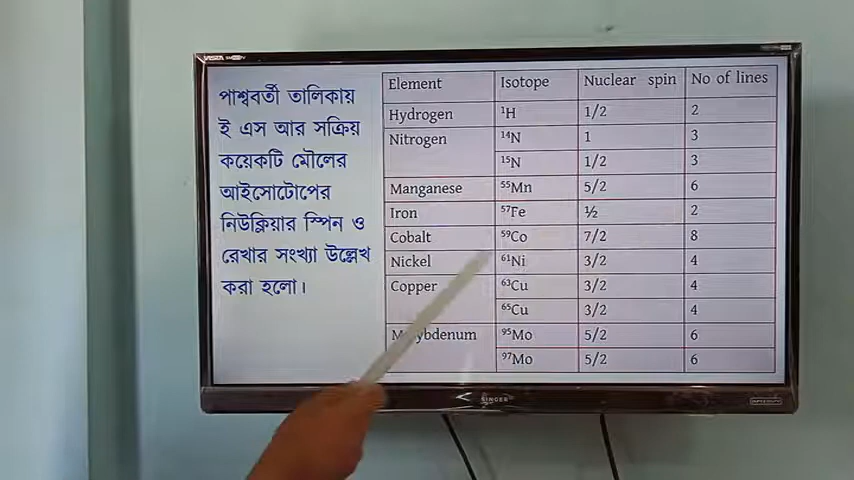 পাশ্ববর্তী তালিকায়
ই এস আর সক্রিয়
কয়েকটি মৌলের
আইসোটোপের
নিউক্লিয়ার স্পিন ও
রেখার সংখ্যা উল্লেখ
করা হলো।
Element Isotope Nuclear spin No of lines
Hydrogen ¹H 1/2 2
Nitrogen ¹⁴N 1 3
¹⁵N 1/2 3
Manganese ⁵⁵Mn 5/2 6
Iron ⁵⁷Fe ½ 2
Cobalt ⁵⁹Co 7/2 8
Nickel ⁶¹Ni 3/2 4
Copper ⁶³Cu 3/2 4
⁶⁵Cu 3/2 4
⁹⁵Mo 5/2 6
⁹⁷Mo 5/2 6
SINGER